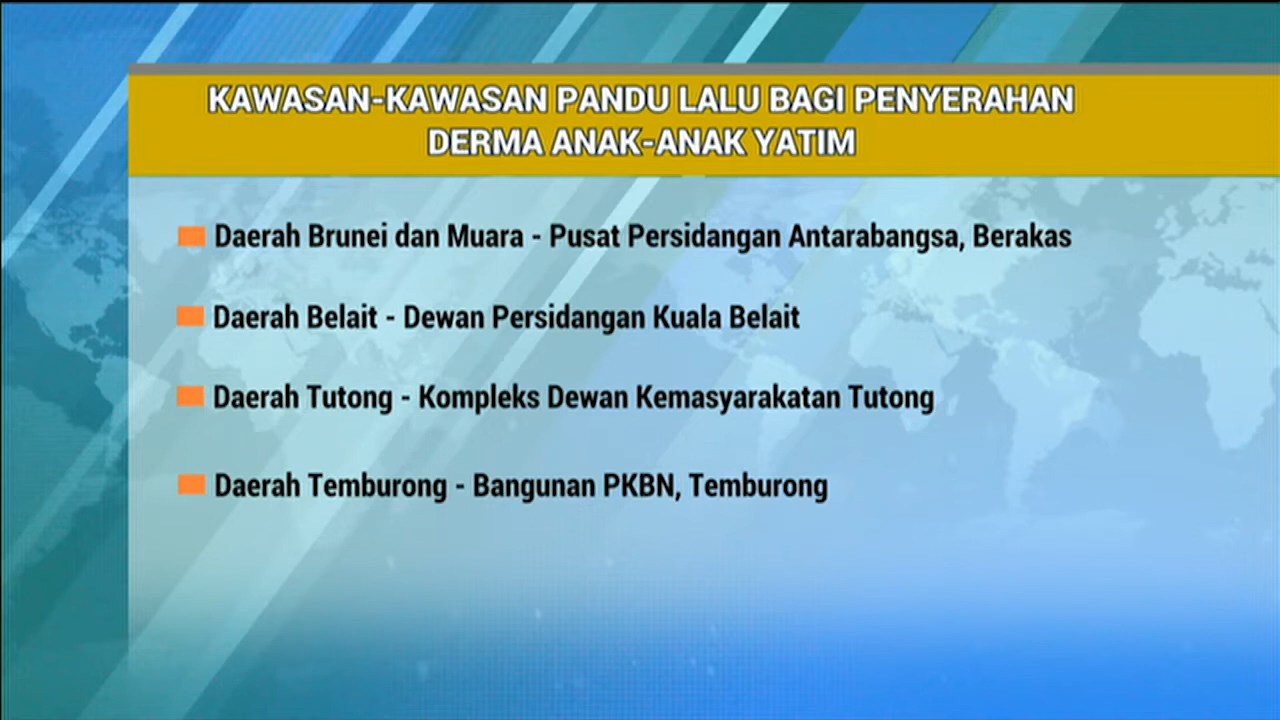 KAWASAN-KAWASAN PANDU LALU BAGI PENYERAHAN
DERMA ANAK-ANAK YATIM
Daerah Brunei dan Muara - Pusat Persidangan Antarabangsa, Berakas
Daerah Belait - Dewan Persidangan Kuala Belait
Daerah Tutong - Kompleks Dewan Kemasyarakatan Tutong
Daerah Temburong - Bangunan PKBN, Temburong